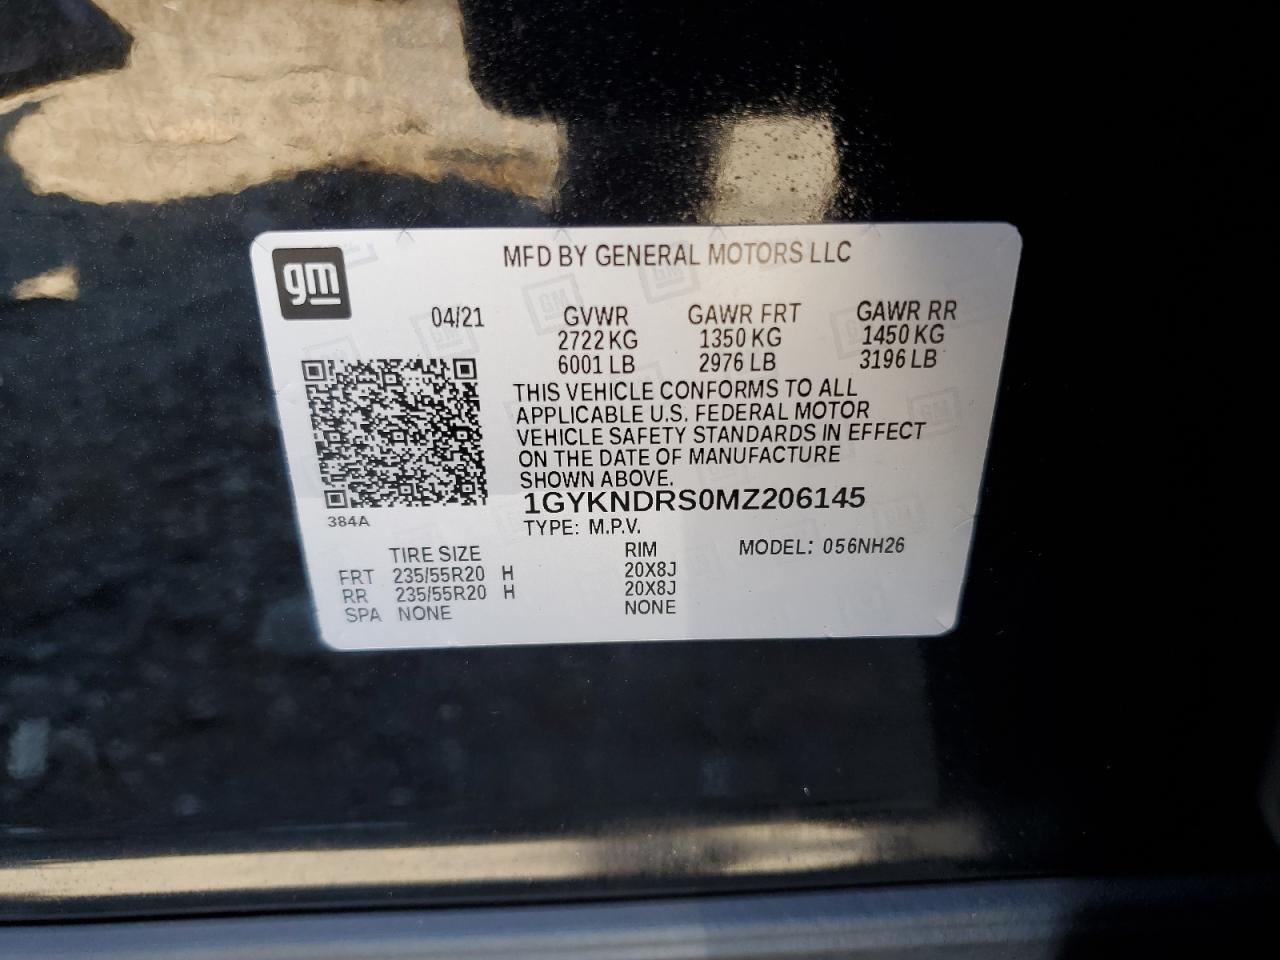 gm
MFD BY GENERAL MOTORS LLC
04/21 GVWR GAWR FRT GAWR RR
2722 KG 1350 KG 1450 KG
6001 LB 2976 LB 3196 LB
THIS VEHICLE CONFORMS TO ALL
APPLICABLE U.S. FEDERAL MOTOR
VEHICLE SAFETY STANDARDS IN EFFECT
ON THE DATE OF MANUFACTURE
SHOWN ABOVE.
1GYKNDRS0MZ206145
384A
TYPE: M.P.V.
TIRE SIZE RIM MODEL: 056NH26
FRT 235/55R20 H 20X8J
RR 235/55R20 H 20X8J
SPA NONE NONE